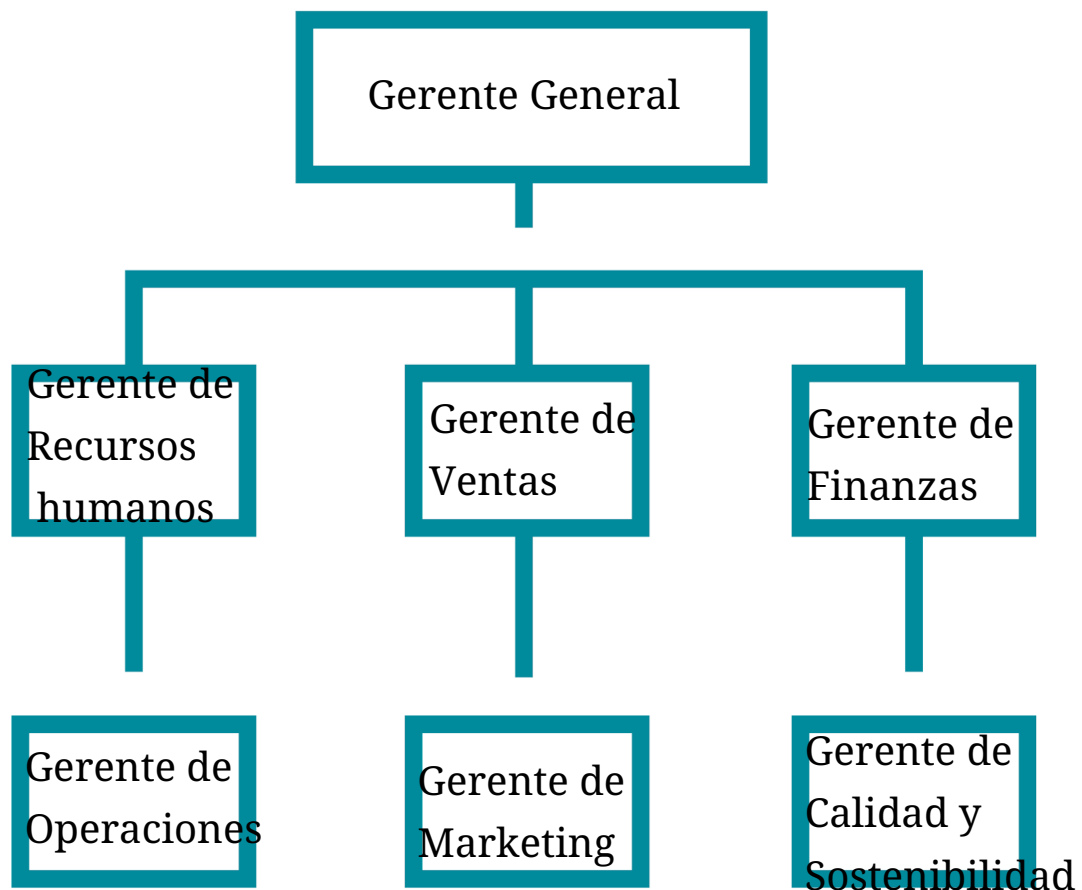 Gerente General
Gerente de
Recursos
humanos
Gerente de
Ventas
Gerente de
Finanzas
Gerente de
Operaciones
Gerente de
Marketing
Gerente de
Calidad y
Sostenibilidad